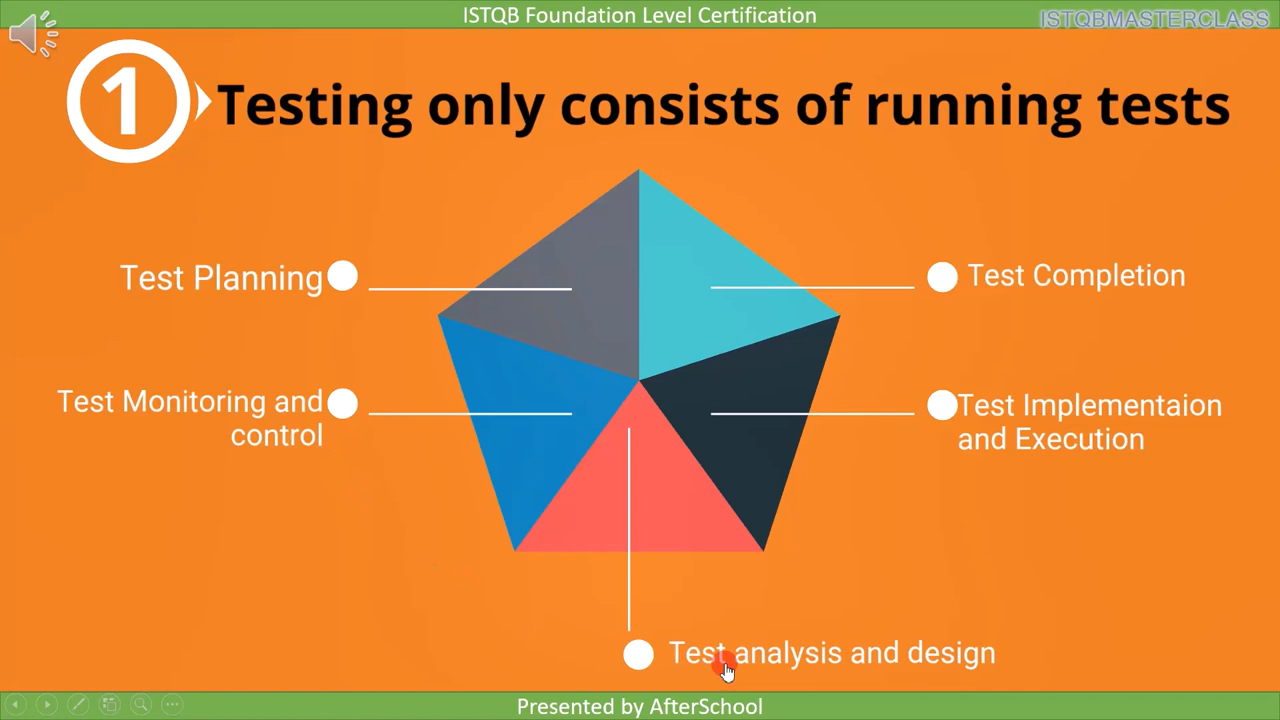 ISTQB Foundation Level Certification
ISTQBMASTERCLASS
1
Testing only consists of running tests
Test Planning
Test Completion
Test Monitoring and
control
Test Implementaion
and Execution
Test analysis and design
Presented by AfterSchool